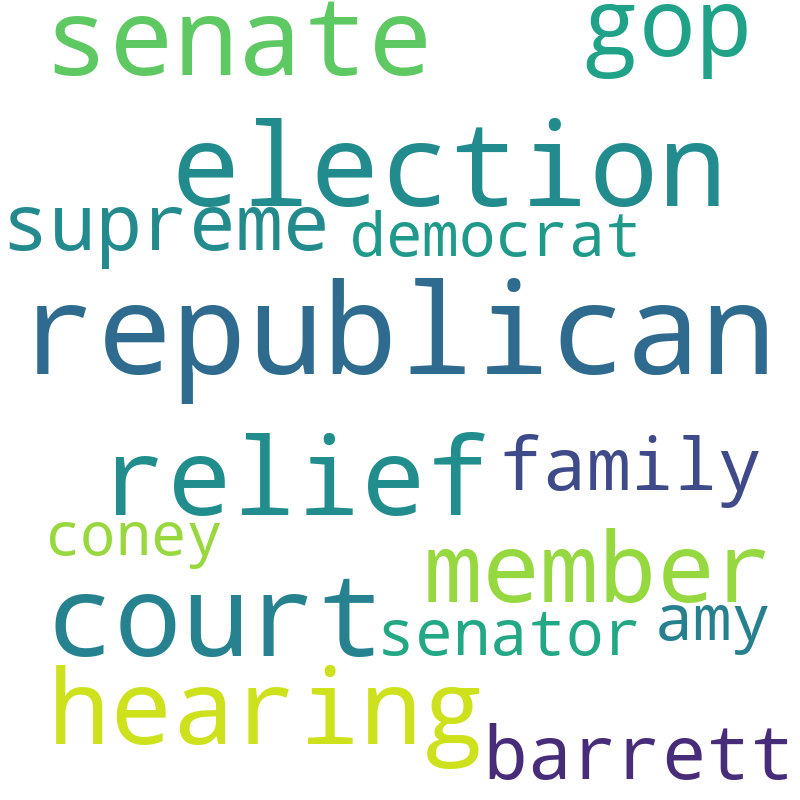 senate gop
election
supreme democrat
republican
relief family
coney member
court senator amy
hearing barrett